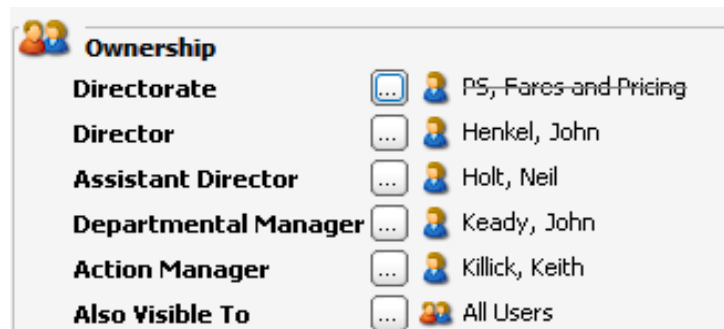 Ownership
Directorate ... PS, Fares and Pricing
Director ... Henkel, John
Assistant Director ... Holt, Neil
Departmental Manager ... Keady, John
Action Manager ... Killick, Keith
Also Visible To ... All Users